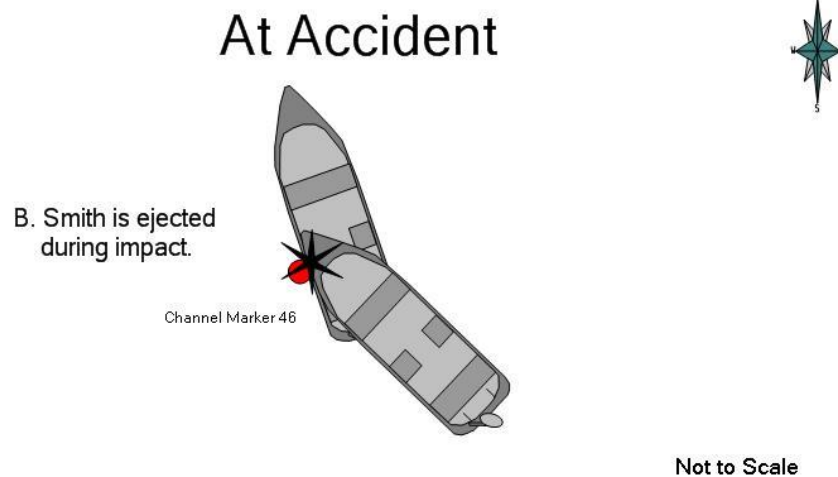 At Accident
W
S
B. Smith is ejected
during impact.
Channel Marker 46
Not to Scale